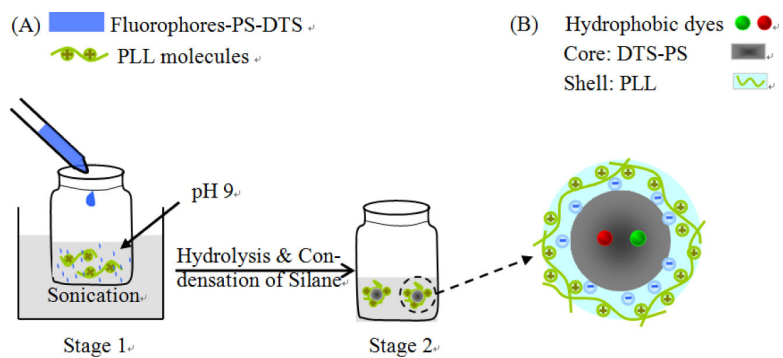 (A)
Fluorophores-PS-DTS
PLL molecules
pH 9
Sonication
Stage 1
Hydrolysis & Con-
densation of Silane
Stage 2
(B)
Hydrophobic dyes
Core: DTS-PS
Shell: PLL